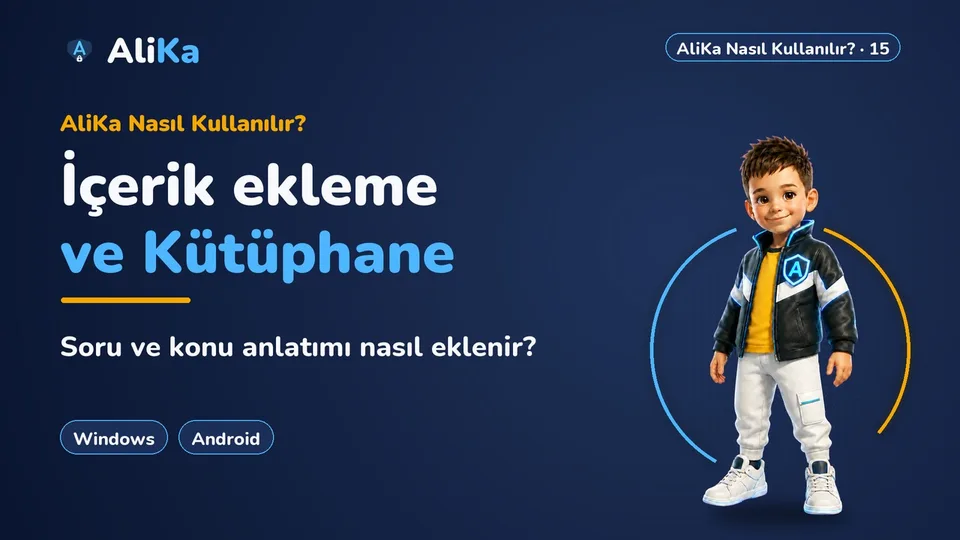 AliKa
AliKa Nasıl Kullanılır? · 15
AliKa Nasıl Kullanılır?
İçerik ekleme
ve Kütüphane
Soru ve konu anlatımı nasıl eklenir?
Windows
Android